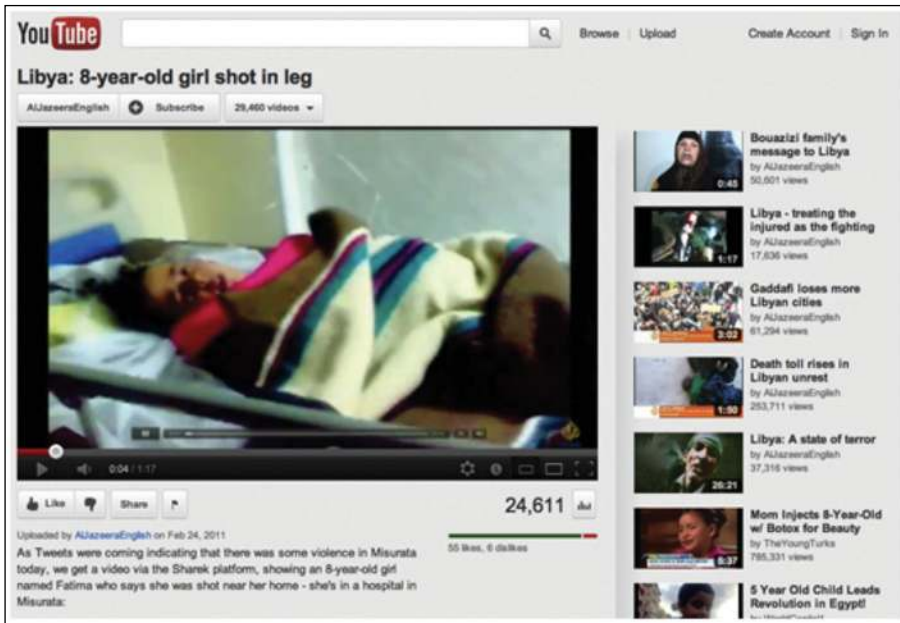 YouTube
Browse | Upload
Create Account | Sign In
Libya: 8-year-old girl shot in leg
AlJazeeraEnglish
Subscribe
29,460 videos
0:04 / 1:17
Like
Share
24,611
Uploaded by AlJazeeraEnglish on Feb 24, 2011
As Tweets were coming indicating that there was some violence in Misurata
today, we get a video via the Sharek platform, showing an 8-year-old girl
named Fatima who says she was shot near her home - she's in a hospital in
Misurata:
55 likes, 6 dislikes
Bouazizi family's
message to Libya
by AlJazeeraEnglish
50,601 views
0:45
Libya - treating the
injured as the fighting
by AlJazeeraEnglish
17,636 views
1:17
Gaddafi loses more
Libyan cities
by AlJazeeraEnglish
61,294 views
3:02
Death toll rises in
Libyan unrest
by AlJazeeraEnglish
253,711 views
1:50
Libya: A state of terror
by AlJazeeraEnglish
37,316 views
26:21
Mom Injects 8-Year-Old
w/ Botox for Beauty
by TheYoungTurks
795,331 views
8:37
5 Year Old Child Leads
Revolution in Egypt!